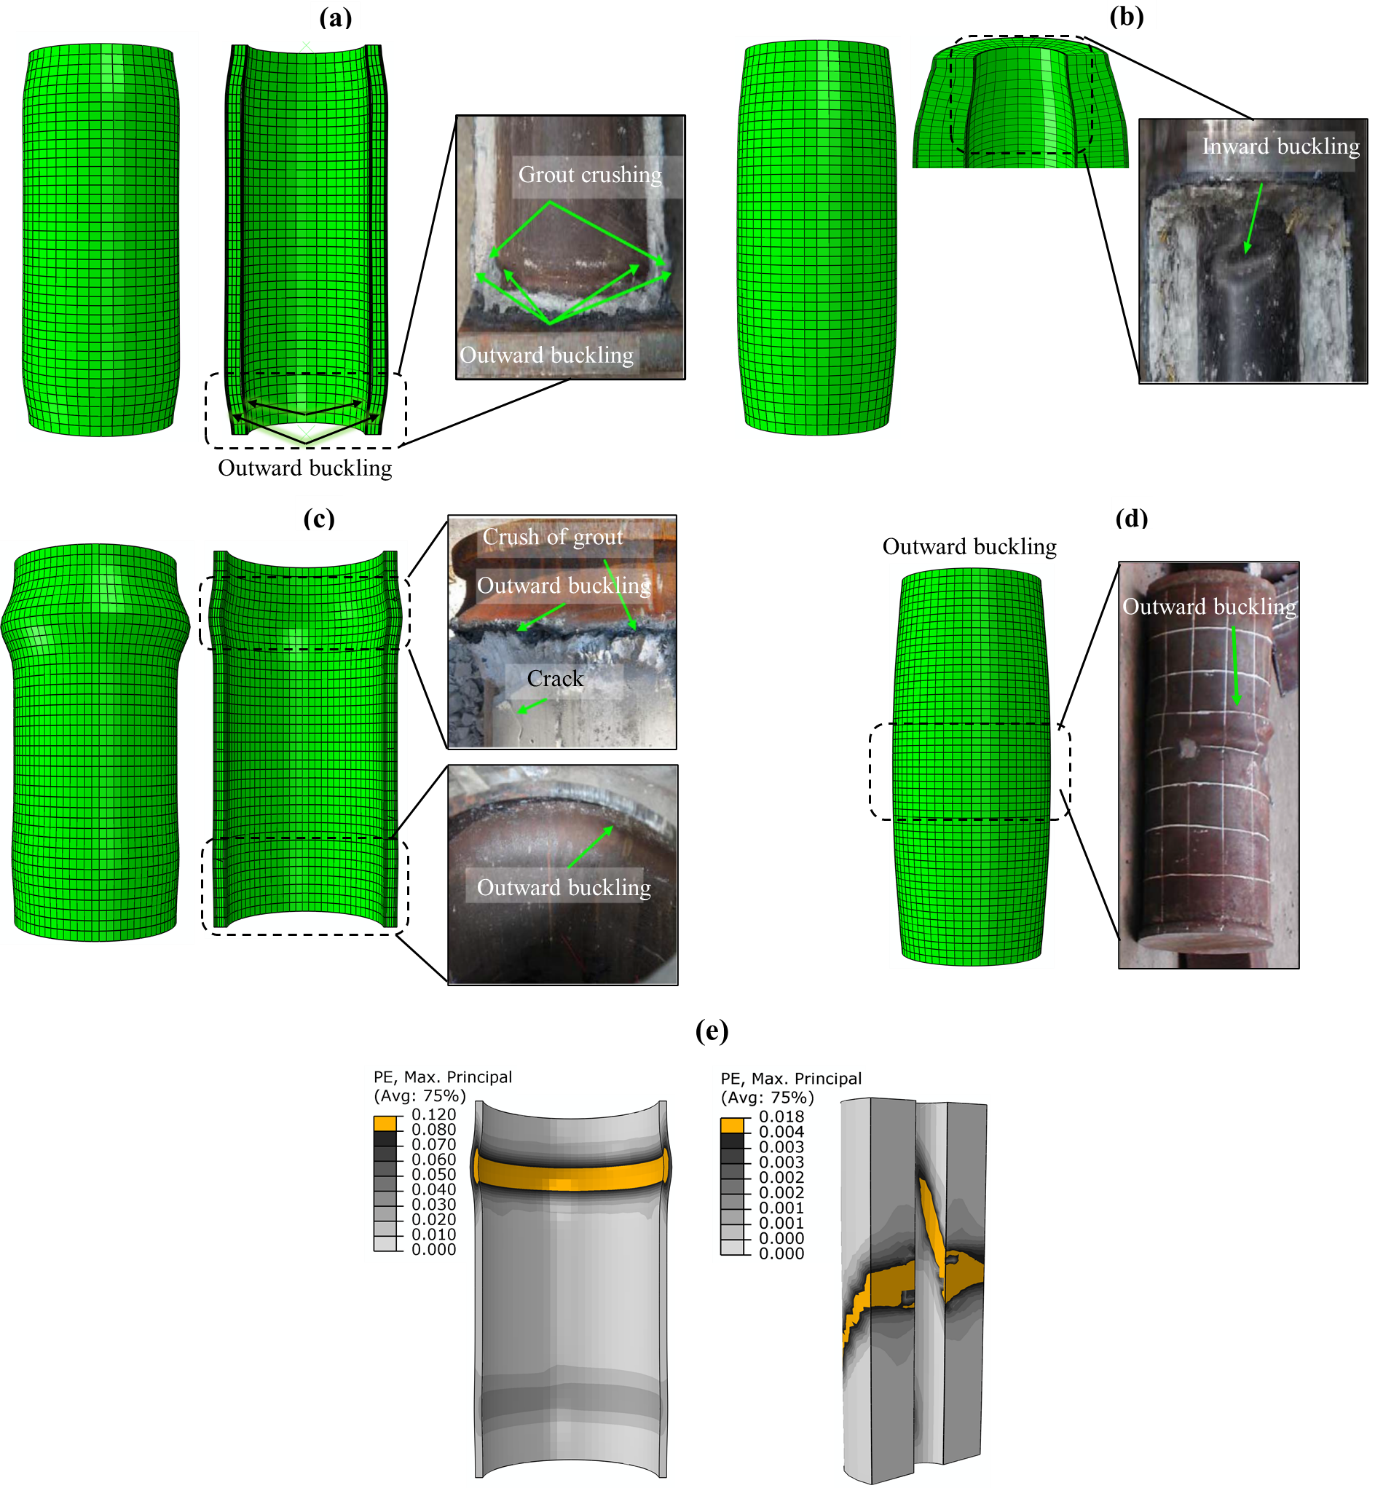 (a)
Grout crushing
Outward buckling
Outward buckling
(b)
Inward buckling
(c)
Crush of grout
Outward buckling
Crack
Outward buckling
(d)
Outward buckling
Outward buckling
(e)
PE, Max. Principal
(Avg: 75%)
0.120
0.080
0.070
0.060
0.050
0.040
0.030
0.020
0.010
0.000
PE, Max. Principal
(Avg: 75%)
0.018
0.004
0.003
0.003
0.002
0.002
0.001
0.001
0.000
0.000